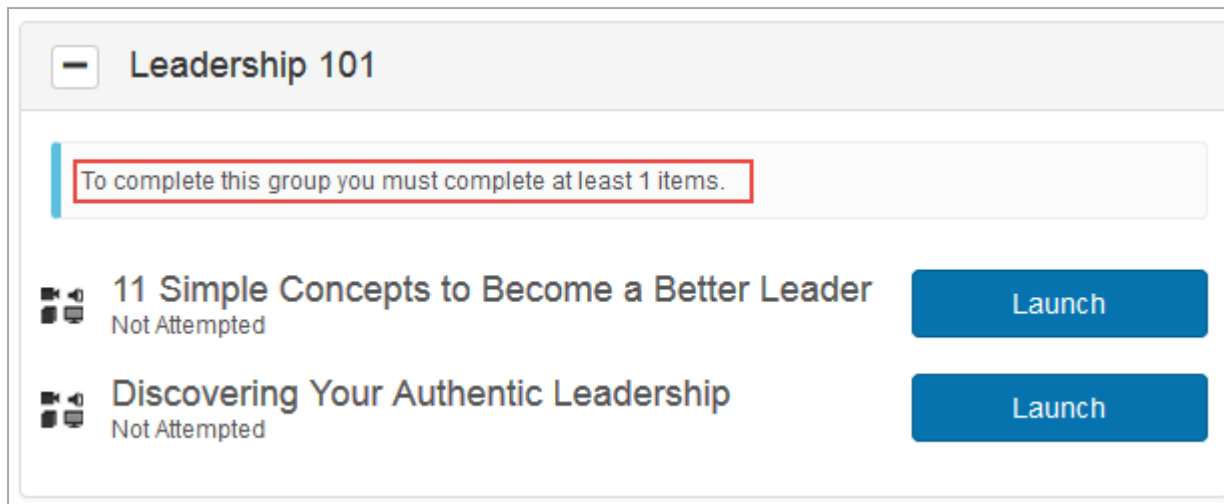 Leadership 101
To complete this group you must complete at least 1 items.
11 Simple Concepts to Become a Better Leader
Not Attempted
Launch
Discovering Your Authentic Leadership
Not Attempted
Launch